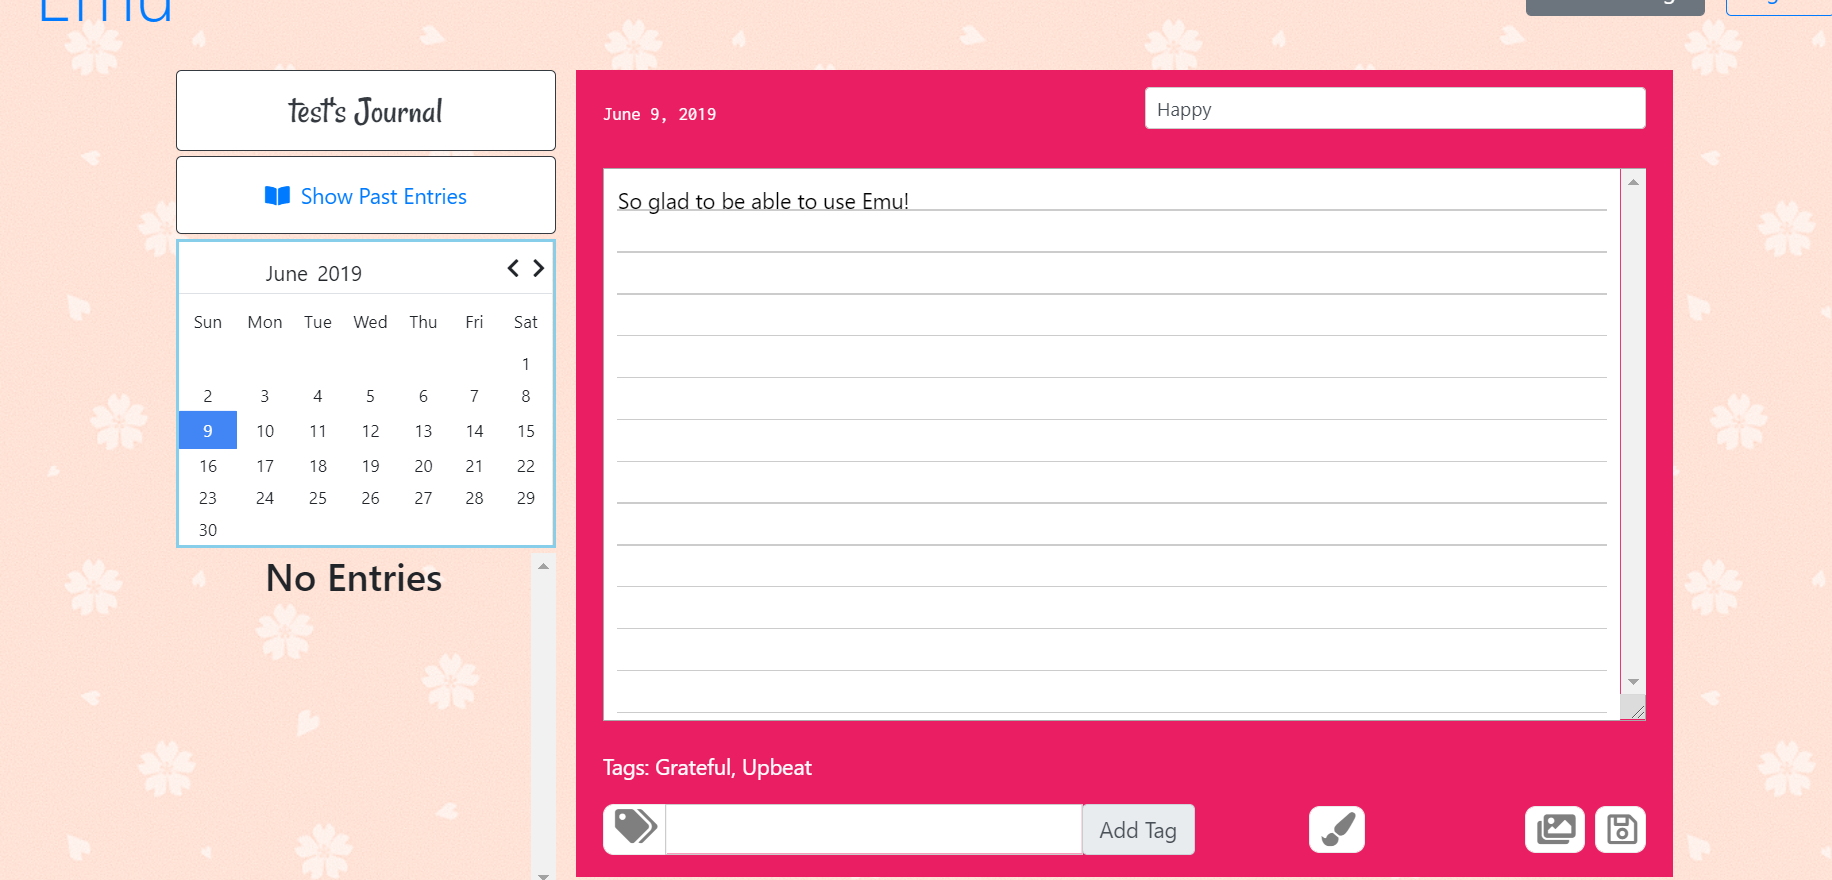 Emu
test's Journal
Show Past Entries
June 2019
Sun Mon Tue Wed Thu Fri Sat
1
2 3 4 5 6 7 8
9 10 11 12 13 14 15
16 17 18 19 20 21 22
23 24 25 26 27 28 29
30
No Entries
June 9, 2019
Happy
So glad to be able to use Emu!
Tags: Grateful, Upbeat
Add Tag